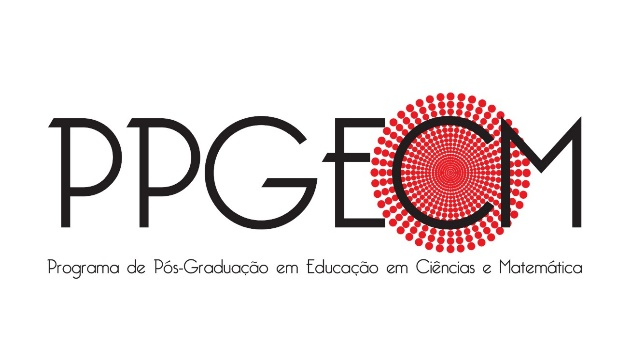 PPGECM
Programa de Pós-Graduação em Educação em Ciências e Matemática